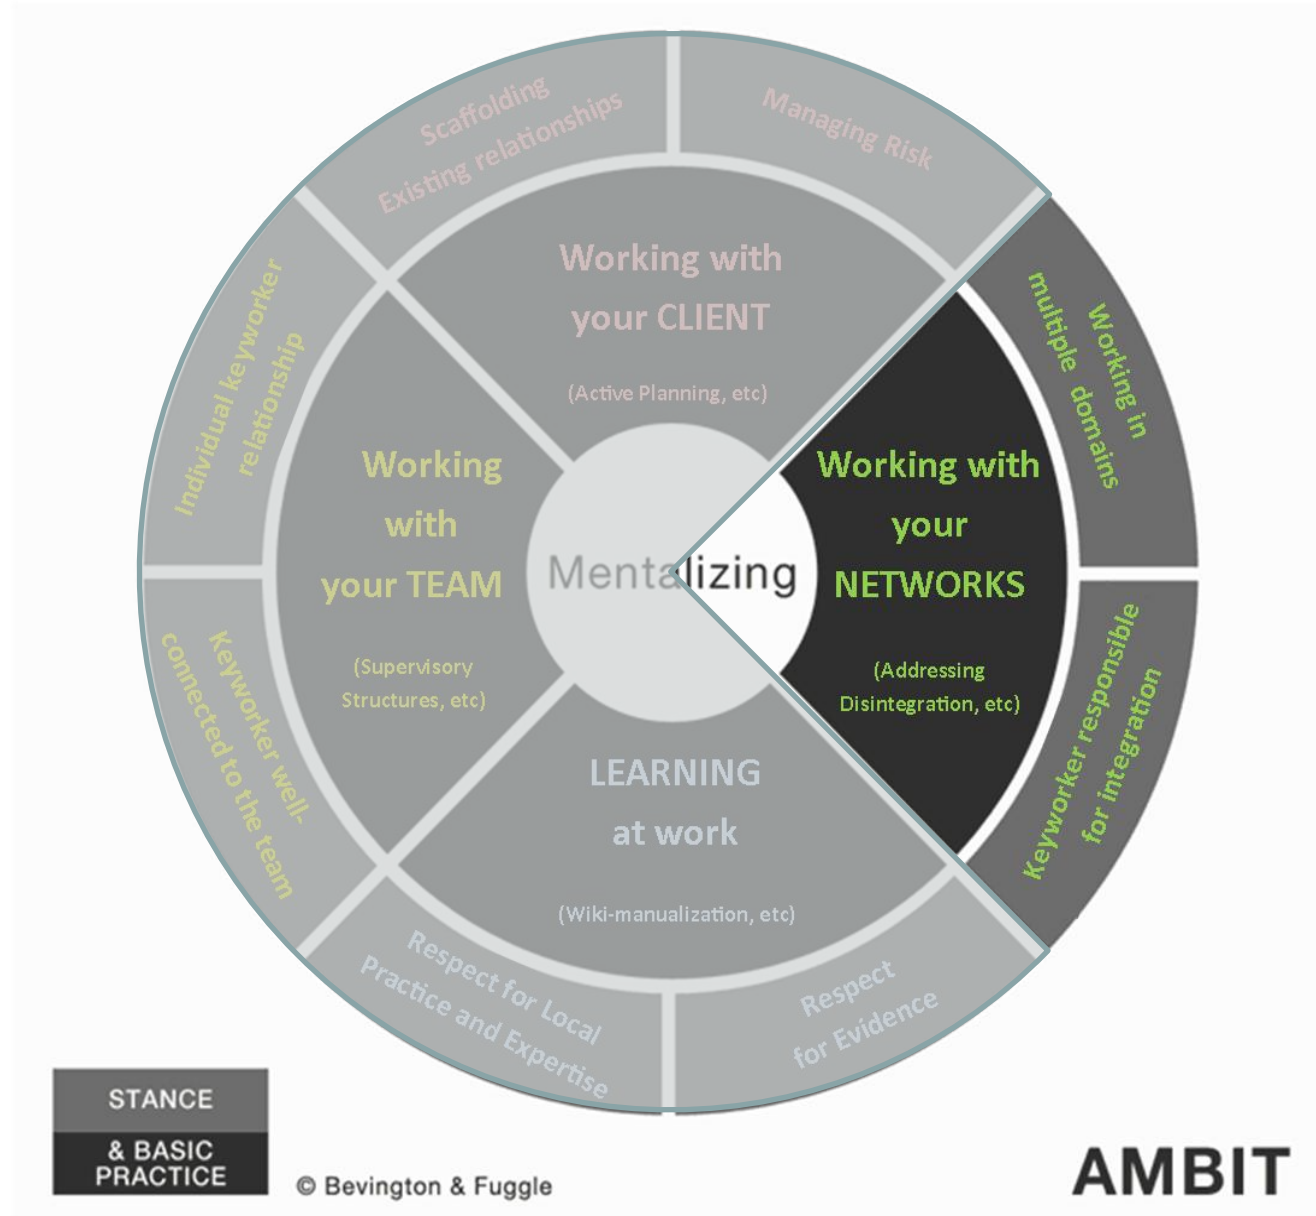 Scaffolding
Existing relationships
Managing Risk
Working with
your CLIENT
(Active Planning, etc)
Individual keyworker
relationship
Working in
multiple domains
Working
with
your TEAM
(Supervisory
Structures, etc)
Mentalizing
Working with
your
NETWORKS
(Addressing
Disintegration, etc)
Keyworker well-
connected to the team
Keyworker responsible
for integration
LEARNING
at work
(Wiki-manualization, etc)
Respect for Local
Practice and Expertise
Respect
for Evidence
STANCE
& BASIC
PRACTICE
© Bevington & Fuggle
AMBIT